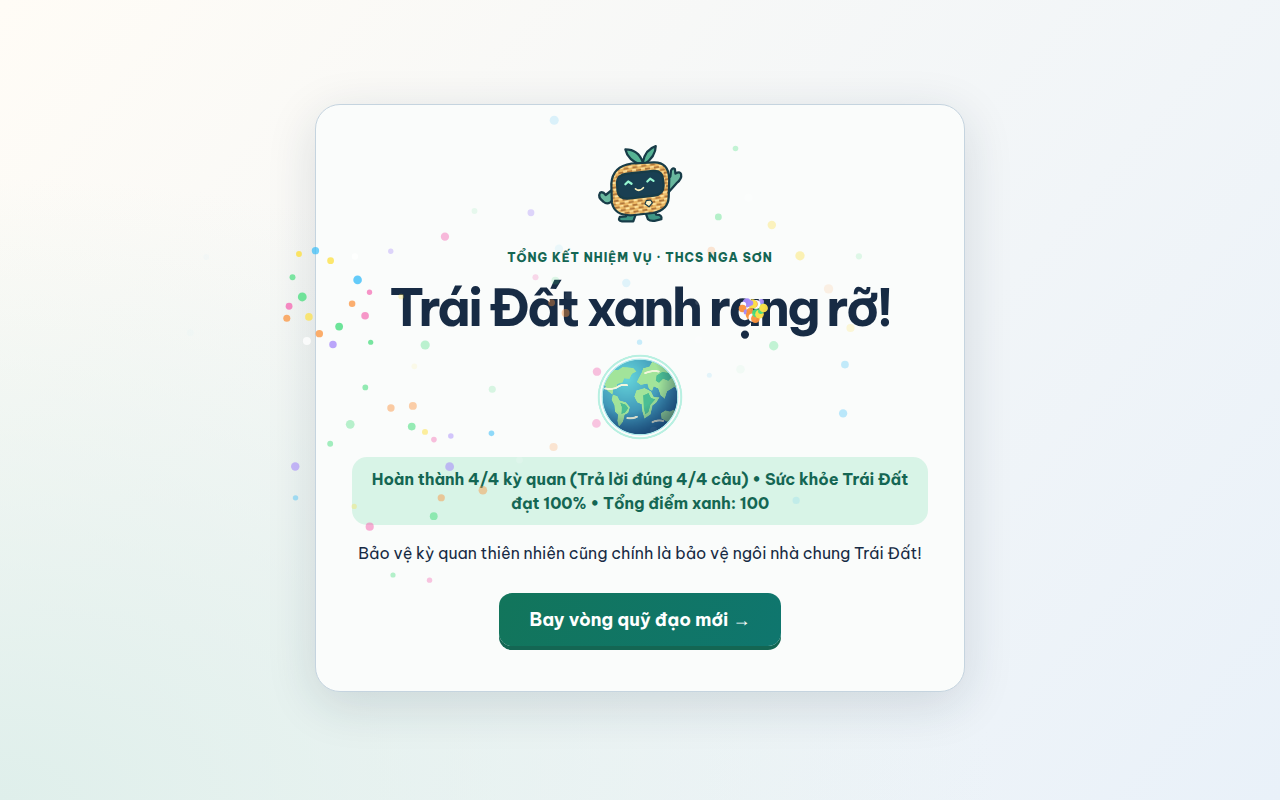 TỔNG KẾT NHIỆM VỤ · THCS NGA SƠN
Trái Đất xanh rạng rỡ!
Hoàn thành 4/4 kỳ quan (Trả lời đúng 4/4 câu) • Sức khỏe Trái Đất
đạt 100% • Tổng điểm xanh: 100
Bảo vệ kỳ quan thiên nhiên cũng chính là bảo vệ ngôi nhà chung Trái Đất!
Bay vòng quỹ đạo mới →